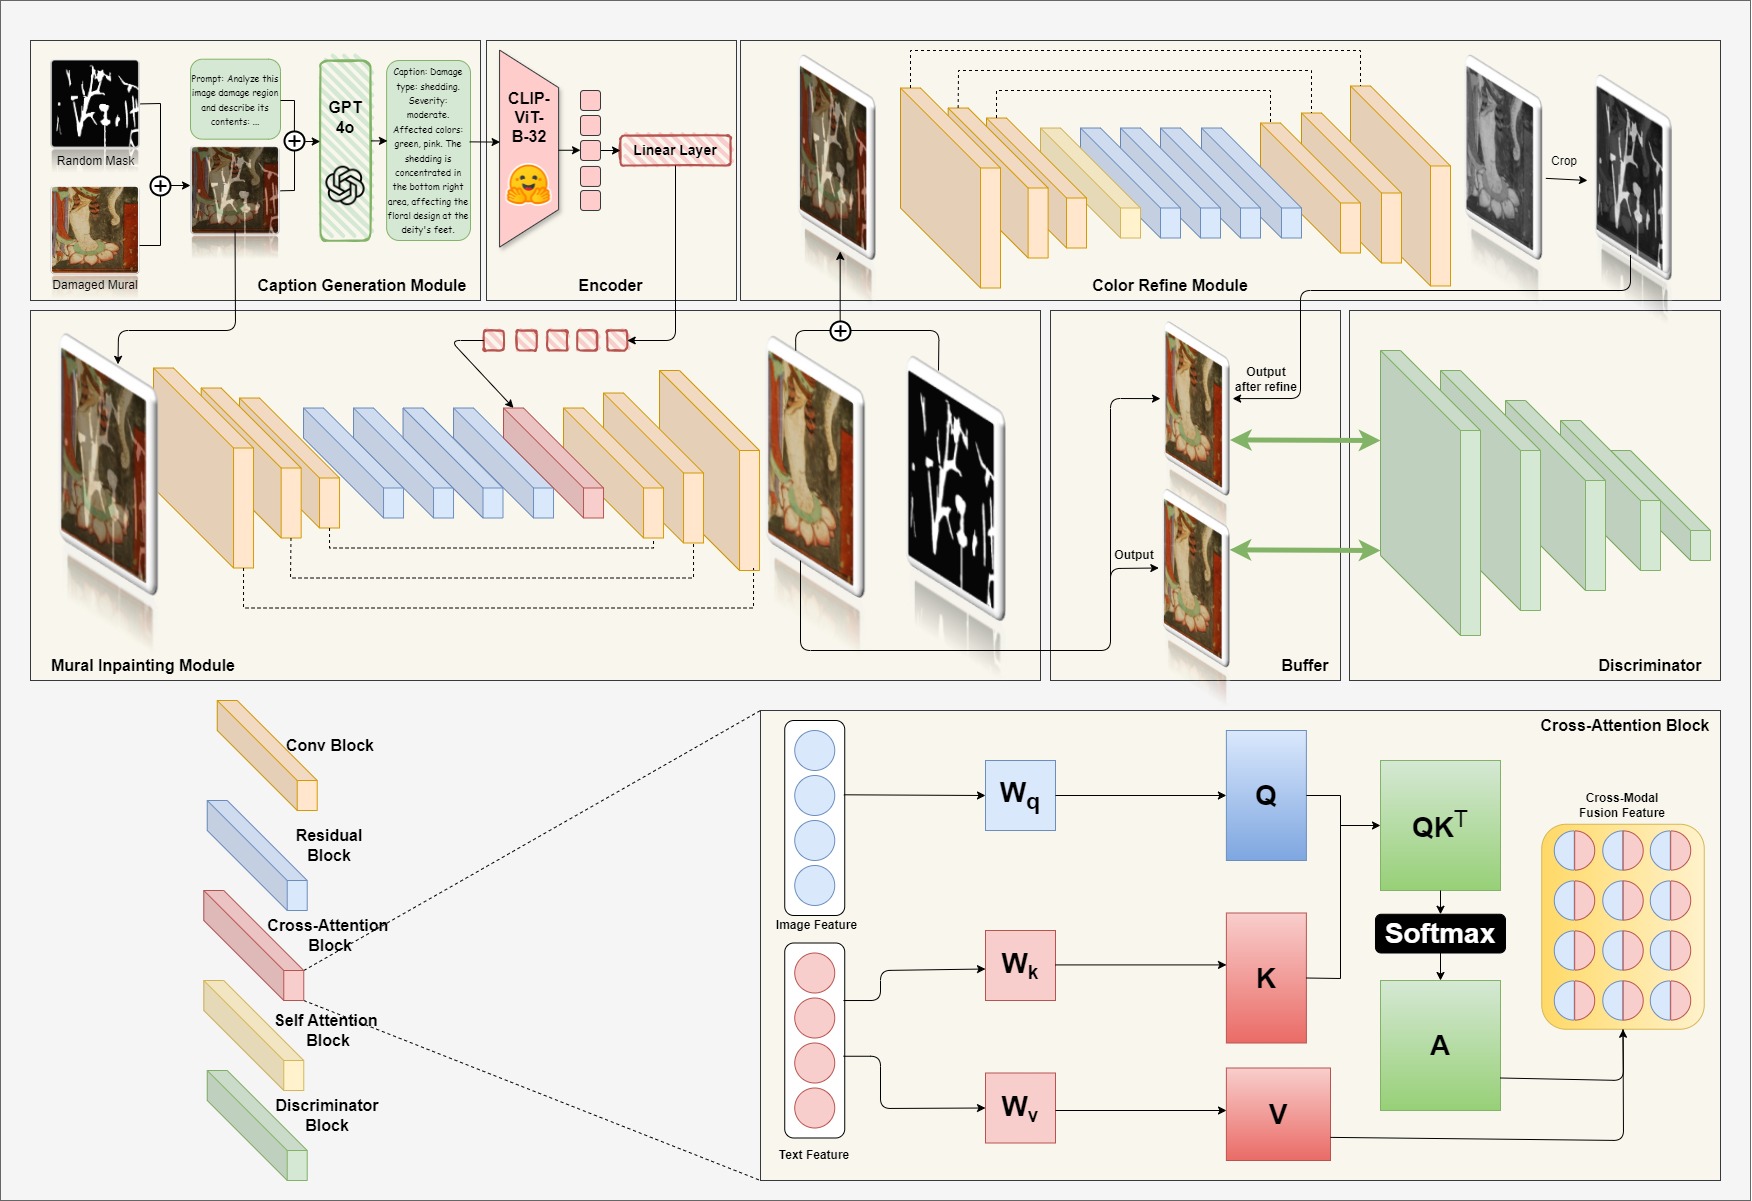 Random Mask
Damaged Mural
Prompt: Analyze this
image damage region
and describe its
contents: ...
GPT
4o
Caption: Damage
type: shedding.
Severity:
moderate.
Affected colors:
green, pink. The
shedding is
concentrated in
the bottom right
area, affecting the
floral design at the
deity's feet.
Caption Generation Module
CLIP-
ViT-
B-32
Linear Layer
Encoder
Color Refine Module
Crop
Mural Inpainting Module
Output
after refine
Output
Buffer
Discriminator
Conv Block
Residual
Block
Cross-Attention
Block
Self Attention
Block
Discriminator
Block
Cross-Attention Block
Image Feature
Text Feature
Wq
Wk
Wv
Q
K
V
QK^T
Softmax
A
Cross-Modal
Fusion Feature